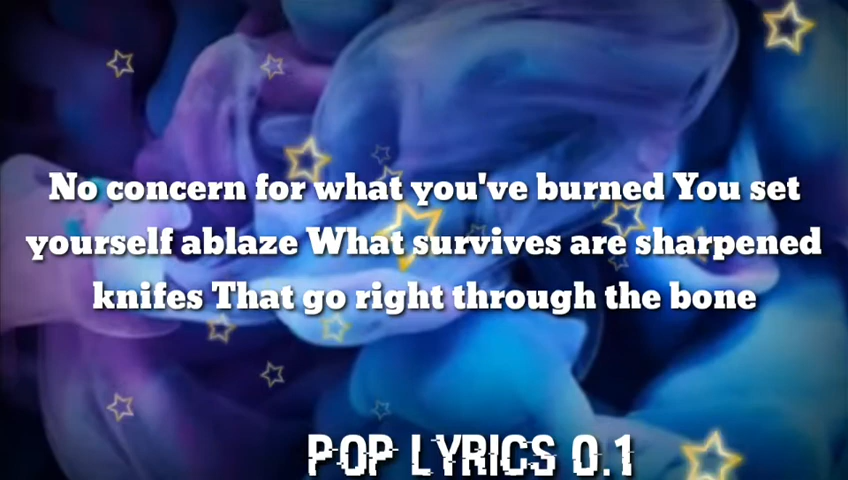 No concern for what you've burned You set
yourself ablaze What survives are sharpened
knifes That go right through the bone
POP LYRICS 0.1